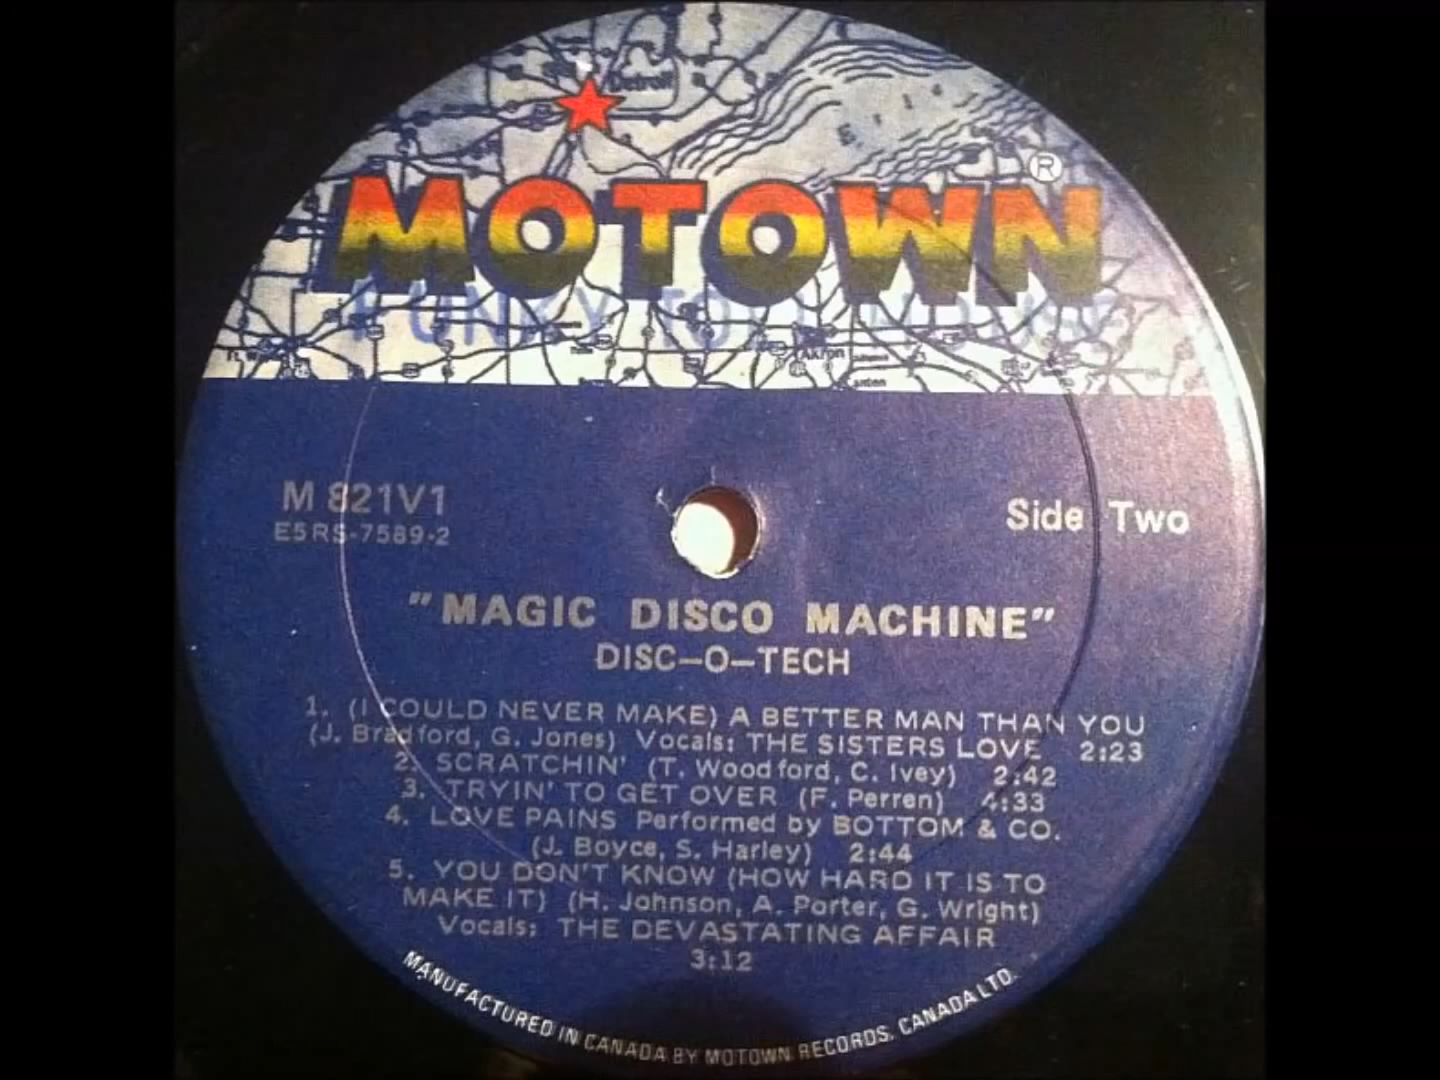 Detroit
E
MOTOWN®
FUNKY TOWN
Ft. W
Akron
Canton
M 821V1
E5RS-7589-2
Side Two
"MAGIC DISCO MACHINE"
DISC–O–TECH
1. (I COULD NEVER MAKE) A BETTER MAN THAN YOU
(J. Bradford, G. Jones) Vocals: THE SISTERS LOVE 2:23
2. SCRATCHIN' (T. Woodford, C. Ivey) 2:42
3. TRYIN' TO GET OVER (F. Perren) 4:33
4. LOVE PAINS Performed by BOTTOM & CO.
(J. Boyce, S. Harley) 2:44
5. YOU DON'T KNOW (HOW HARD IT IS TO
MAKE IT) (H. Johnson, A. Porter, G. Wright)
Vocals: THE DEVASTATING AFFAIR
3:12
MANUFACTURED IN CANADA BY MOTOWN RECORDS, CANADA LTD.